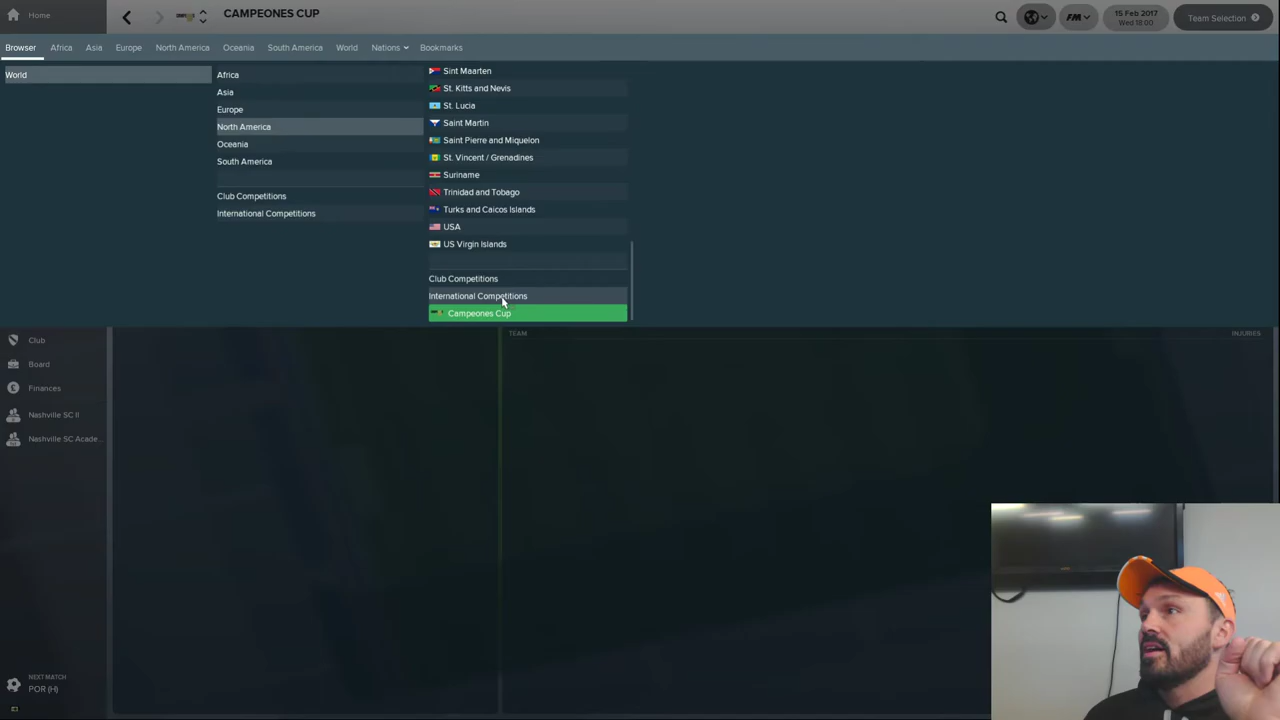 Home
CAMPEONES CUP
FM
15 Feb 2017
Wed 18:00
Team Selection
Browser
Africa
Asia
Europe
North America
Oceania
South America
World
Nations
Bookmarks
World
Africa
Asia
Europe
North America
Oceania
South America
Club Competitions
International Competitions
Sint Maarten
St. Kitts and Nevis
St. Lucia
Saint Martin
Saint Pierre and Miquelon
St. Vincent / Grenadines
Suriname
Trinidad and Tobago
Turks and Caicos Islands
USA
US Virgin Islands
Club Competitions
International Competitions
Campeones Cup
Club
Board
Finances
Nashville SC II
Nashville SC Acade...
TEAM
INJURIES
NEXT MATCH
POR (H)